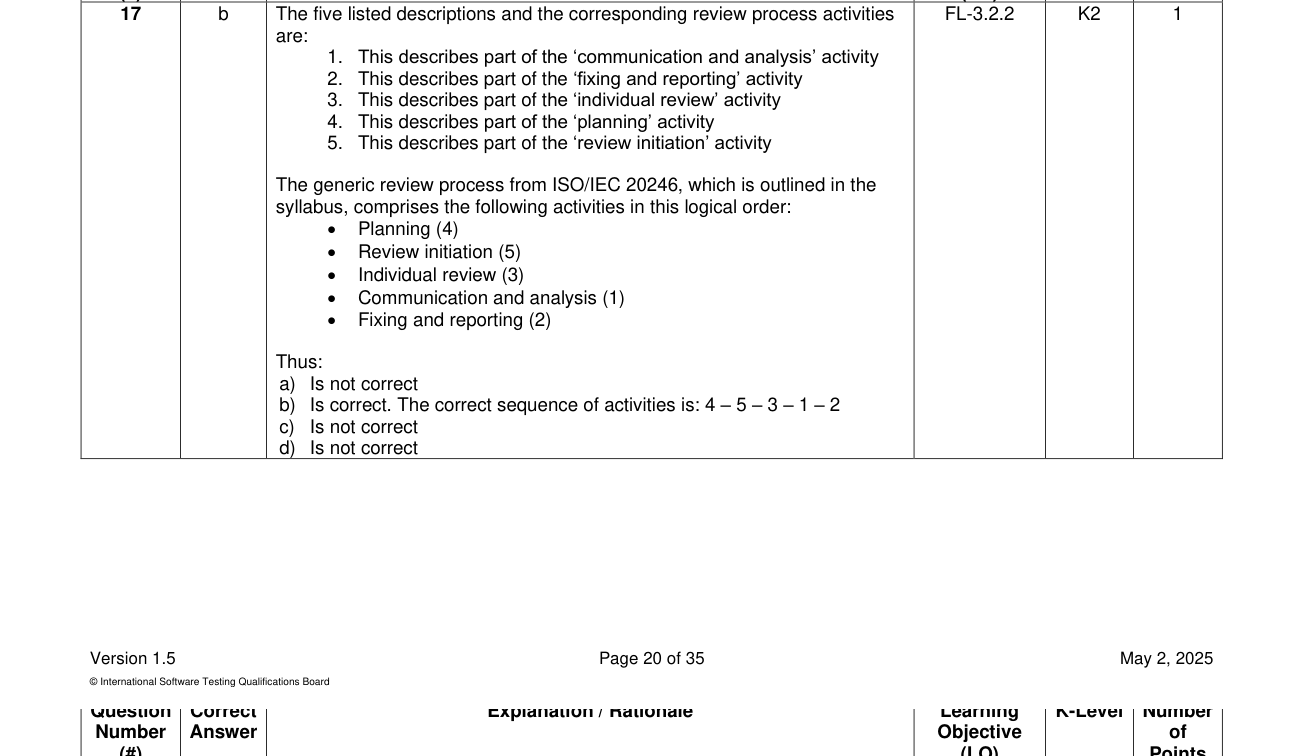 17 b The five listed descriptions and the corresponding review process activities FL-3.2.2 K2 1
are:
1. This describes part of the ‘communication and analysis’ activity
2. This describes part of the ‘fixing and reporting’ activity
3. This describes part of the ‘individual review’ activity
4. This describes part of the ‘planning’ activity
5. This describes part of the ‘review initiation’ activity
The generic review process from ISO/IEC 20246, which is outlined in the
syllabus, comprises the following activities in this logical order:
• Planning (4)
• Review initiation (5)
• Individual review (3)
• Communication and analysis (1)
• Fixing and reporting (2)
Thus:
a) Is not correct
b) Is correct. The correct sequence of activities is: 4 – 5 – 3 – 1 – 2
c) Is not correct
d) Is not correct
Version 1.5 Page 20 of 35 May 2, 2025
© International Software Testing Qualifications Board
Question Correct Explanation / Rationale Learning K-Level Number
Number Answer Objective of
(#) (LO) Points